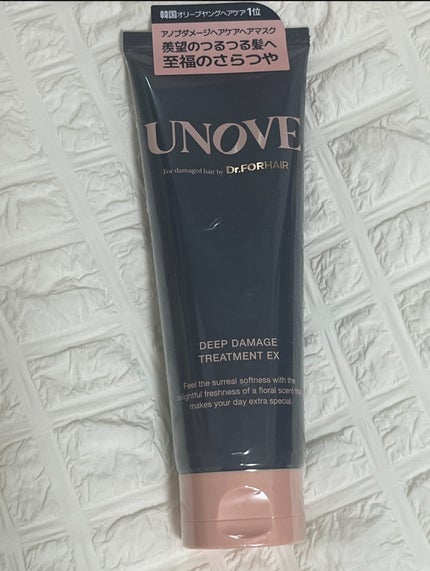 韓国オリーブヤングヘアケア1位
アノブダメージヘアケアヘアマスク
羨望のつるつる髪へ
至福のさらつや
UNOVE
For damaged hair by Dr.FORHAIR
DEEP DAMAGE
TREATMENT EX
Feel the surreal softness with the
delightful freshness of a floral scent that
makes your day extra special.